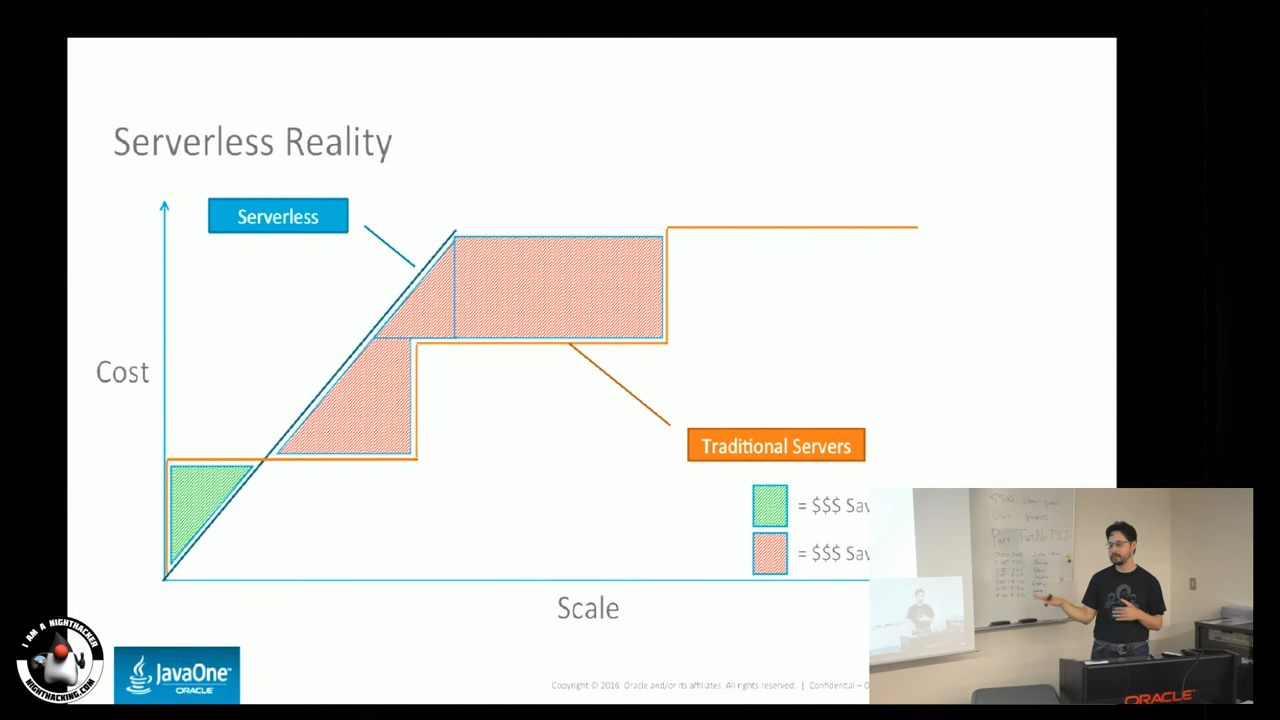 Serverless Reality
Serverless
Cost
Traditional Servers
= $$$ Sav
= $$$ Sav
Scale
I AM A NIGHTHACKER
NIGHTHACKING.COM
JavaOne™
ORACLE
Copyright © 2016 Oracle and/or its affiliates. All rights reserved. | Confidential – O
ORACLE